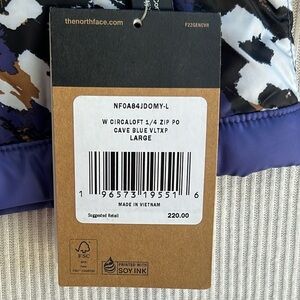 thenorthface.com
F22GENCVR
NF0A84JDOMY-L
W CIRCALOFT 1/4 ZIP PO
CAVE BLUE VLTXP
LARGE
1 96573 19551 6
MADE IN VIETNAM
Suggested Retail 220.00
FSC
PRINTED WITH
SOY INK